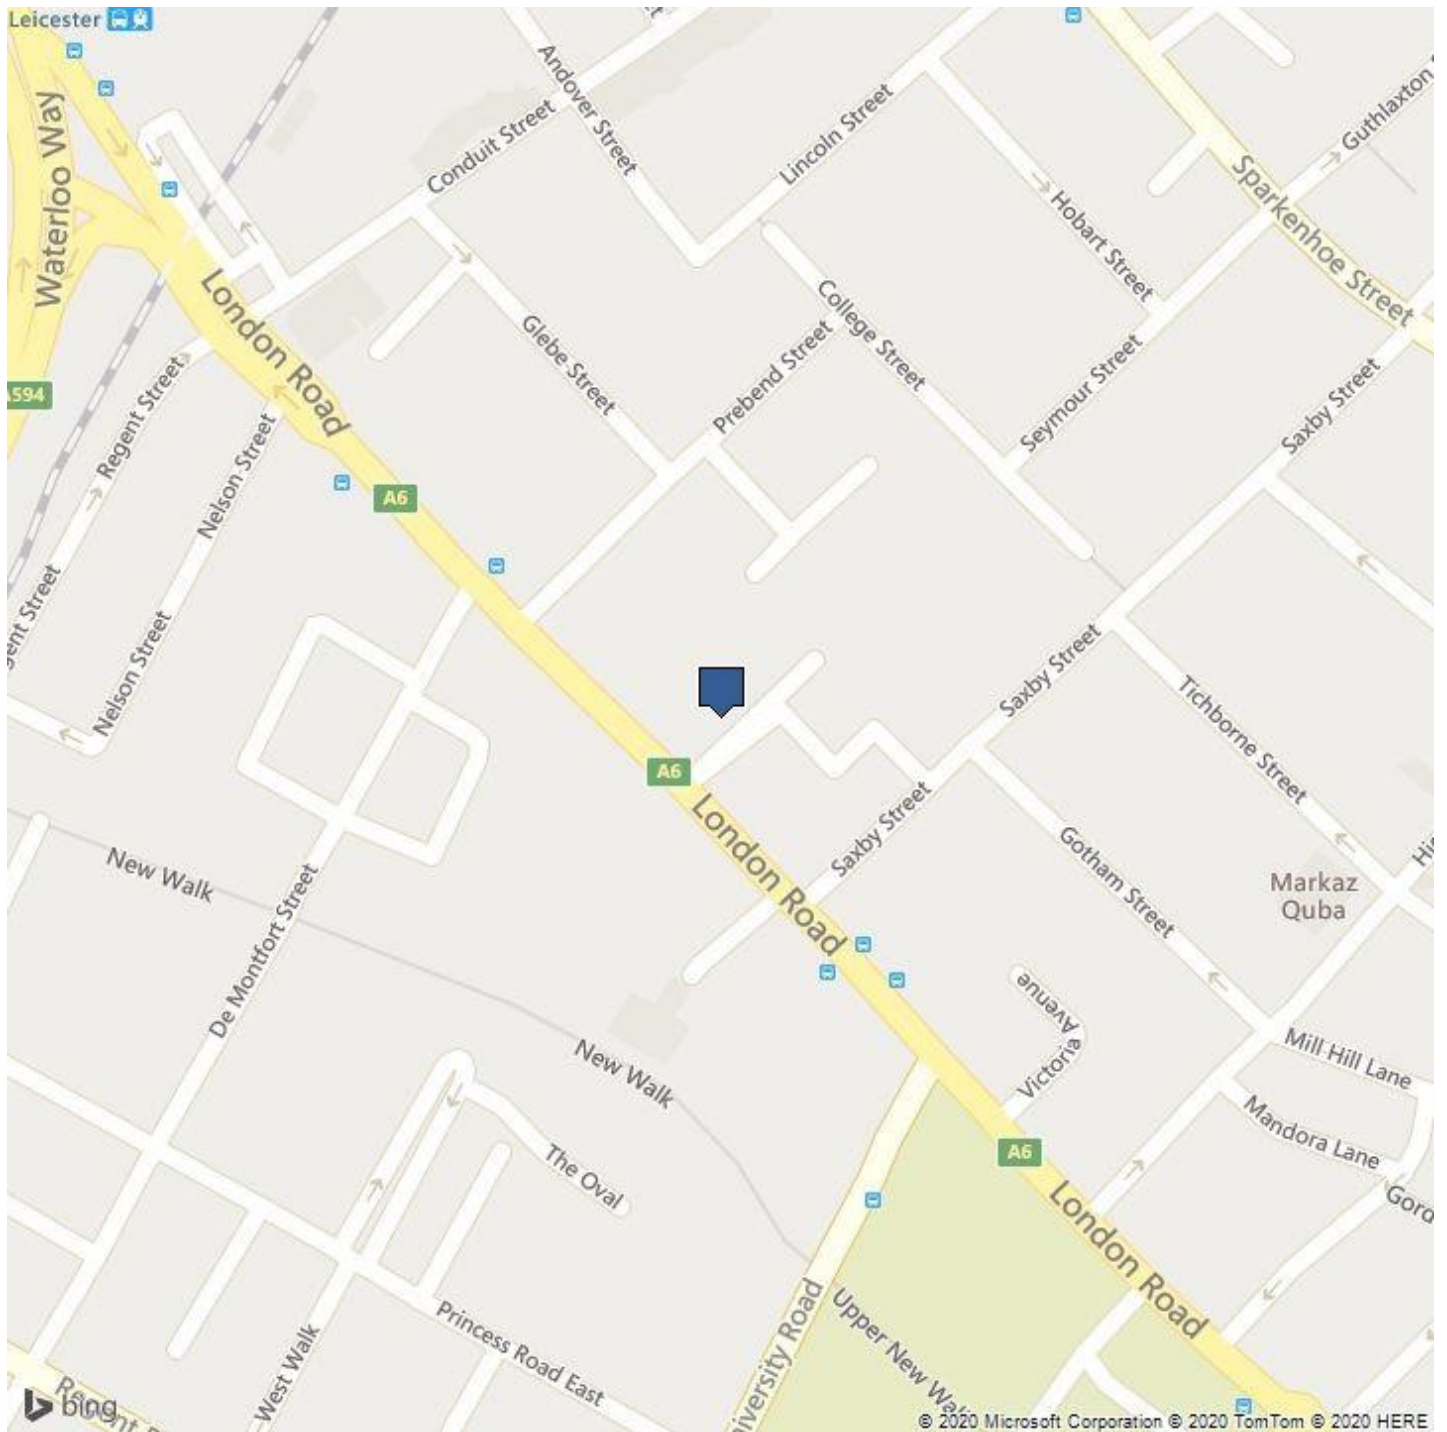 Leicester
Andover Street
Conduit Street
Lincoln Street
Guthlaxton
Waterloo Way
Sparkenhoe Street
Hobart Street
London Road
College Street
Glebe Street
Prebend Street
Seymour Street
Saxby Street
Regent Street
A594
Nelson Street
A6
gent Street
Nelson Street
Saxby Street
Tichborne Street
A6
London Road
Saxby Street
Gotham Street
Markaz
Quba
New Walk
De Montfort Street
Victoria Avenue
New Walk
Mill Hill Lane
Mandora Lane
A6
The Oval
London Road
Gord
Princess Road East
West Walk
iversity Road
Upper New Walk
bing
© 2020 Microsoft Corporation © 2020 TomTom © 2020 HERE